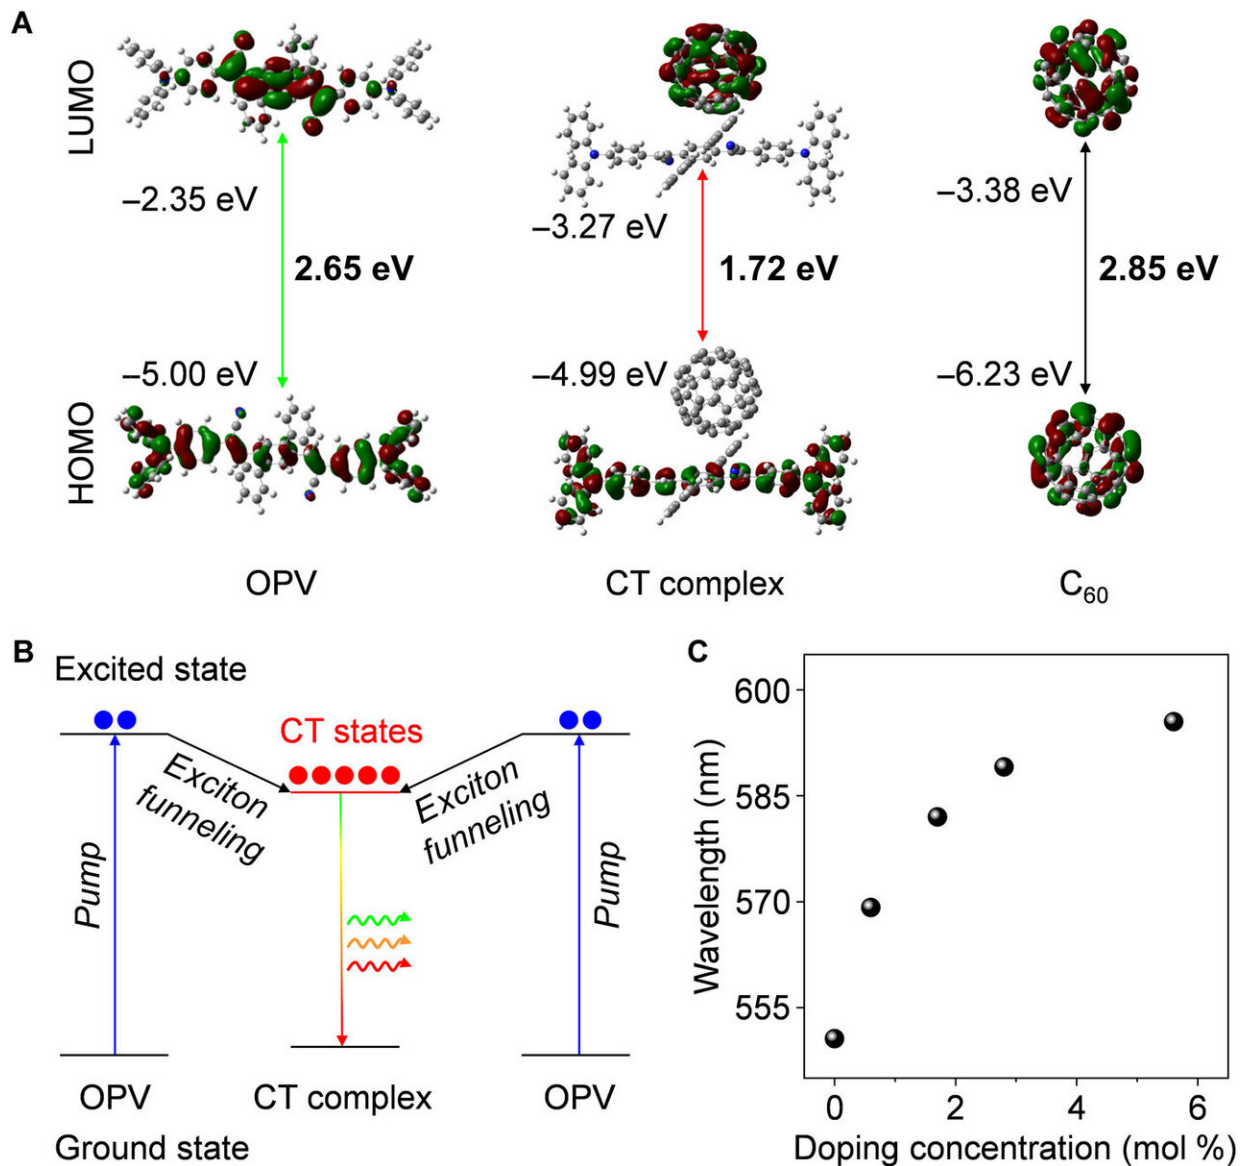 A
LUMO
–2.35 eV
2.65 eV
--5.00 eV
HOMO
OPV
–3.27 eV
1.72 eV
–4.99 eV
CT complex
–3.38 eV
2.85 eV
–6.23 eV
C60
B
Excited state
CT states
Exciton
funneling
Exciton
funneling
Pump
Pump
OPV
CT complex
OPV
Ground state
C
Wavelength (nm)
600
585
570
555
0 2 4 6
Doping concentration (mol %)